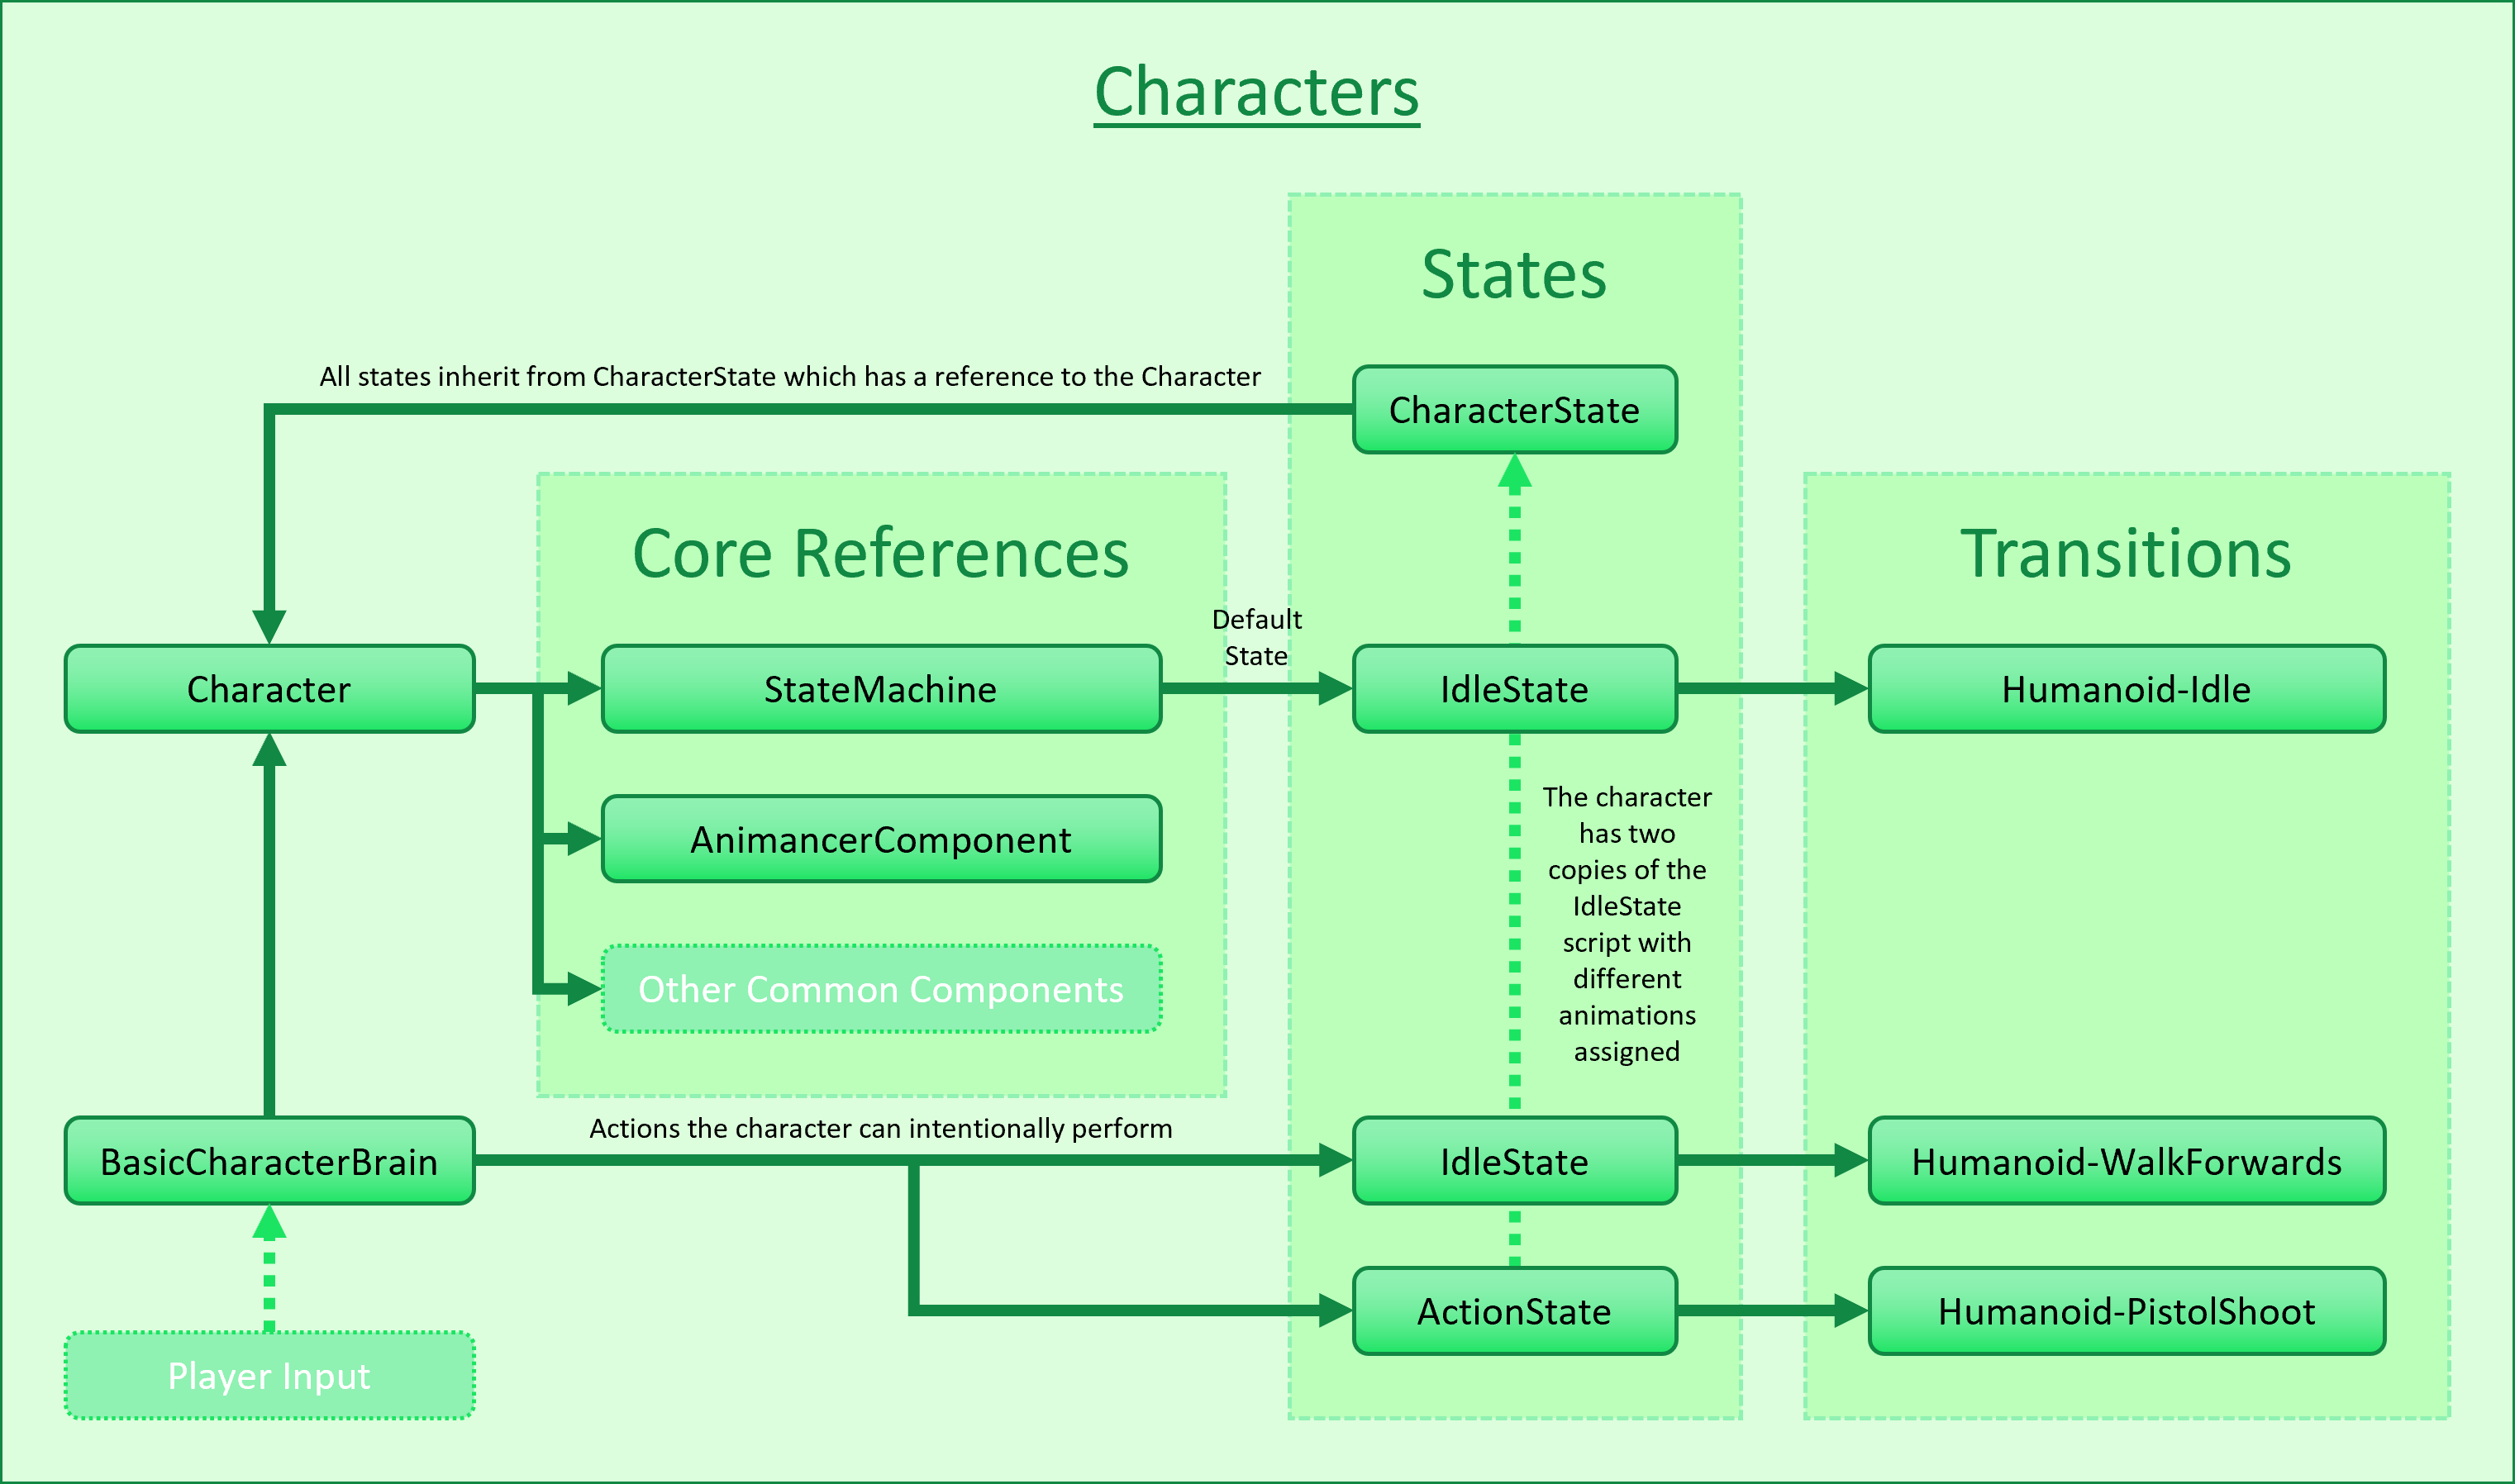 Characters
States
All states inherit from CharacterState which has a reference to the Character
CharacterState
Core References
Transitions
Default
State
Character
StateMachine
IdleState
Humanoid-Idle
AnimancerComponent
The character
has two
copies of the
IdleState
script with
different
animations
assigned
Other Common Components
Actions the character can intentionally perform
BasicCharacterBrain
IdleState
Humanoid-WalkForwards
ActionState
Humanoid-PistolShoot
Player Input